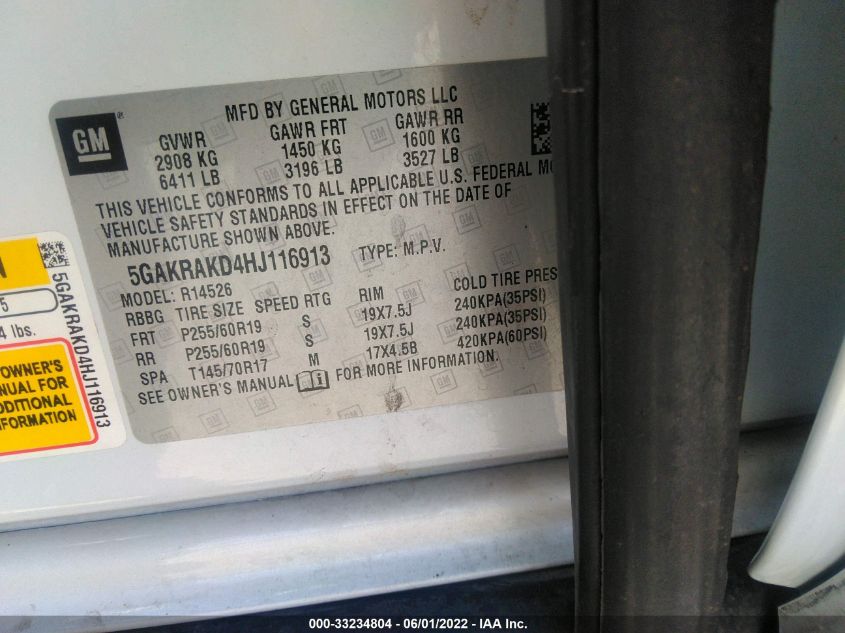 MFD BY GENERAL MOTORS LLC
GM
GVWR GAWR FRT GAWR RR
2908 KG 1450 KG 1600 KG
6411 LB 3196 LB 3527 LB
THIS VEHICLE CONFORMS TO ALL APPLICABLE U.S. FEDERAL
VEHICLE SAFETY STANDARDS IN EFFECT ON THE DATE OF
MANUFACTURE SHOWN ABOVE.
5GAKRAKD4HJ116913 TYPE: M.P.V.
MODEL: R14526
RBBG TIRE SIZE SPEED RTG RIM COLD TIRE PRES
FRT P255/60R19 S 19X7.5J 240KPA(35PSI)
RR P255/60R19 S 19X7.5J 240KPA(35PSI)
SPA T145/70R17 M 17X4.5B 420KPA(60PSI)
SEE OWNER'S MANUAL FOR MORE INFORMATION.
N
5
4 lbs.
OWNER'S
NUAL FOR
DDITIONAL
FORMATION
5GAKRAKD4HJ116913
000-33234804 - 06/01/2022 - IAA Inc.